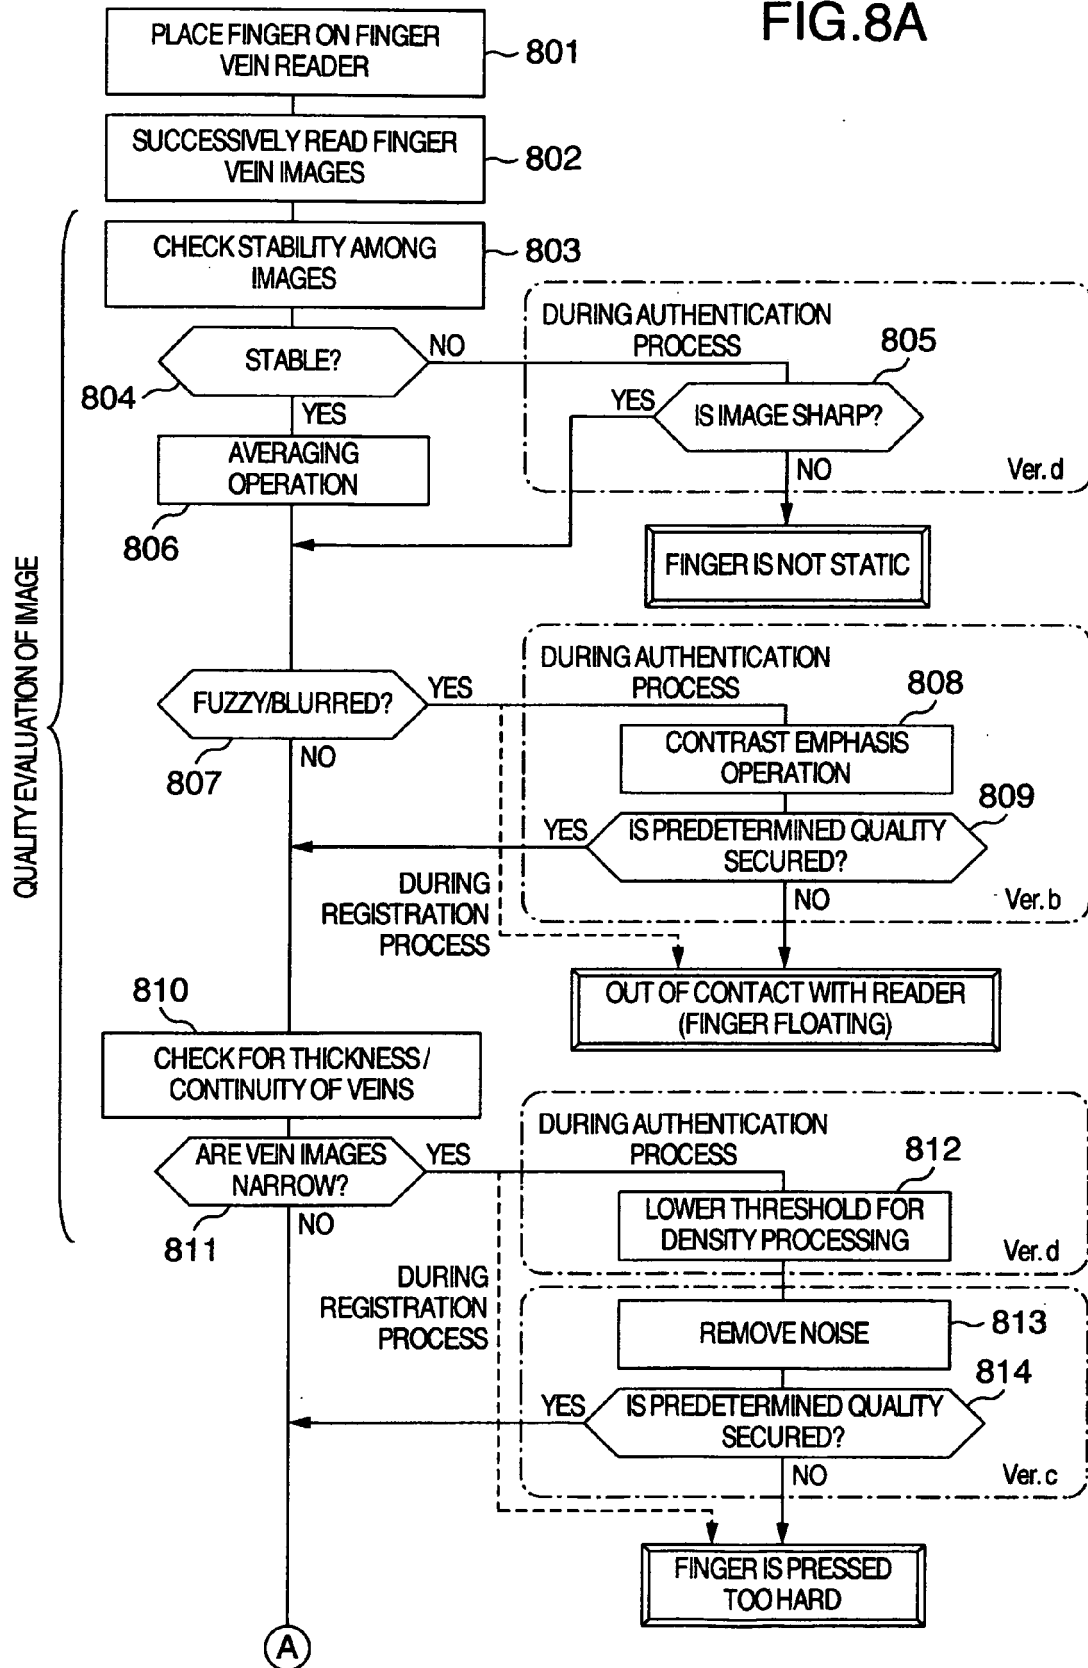 FIG.8A
PLACE FINGER ON FINGER
VEIN READER
801
SUCCESSIVELY READ FINGER
VEIN IMAGES
802
CHECK STABILITY AMONG
IMAGES
803
STABLE?
804
NO
YES
DURING AUTHENTICATION
PROCESS
805
IS IMAGE SHARP?
YES
NO
Ver.d
AVERAGING
OPERATION
806
FINGER IS NOT STATIC
QUALITY EVALUATION OF IMAGE
FUZZY/BLURRED?
807
YES
NO
DURING AUTHENTICATION
PROCESS
808
CONTRAST EMPHASIS
OPERATION
809
IS PREDETERMINED QUALITY
SECURED?
YES
NO
Ver.b
DURING
REGISTRATION
PROCESS
OUT OF CONTACT WITH READER
(FINGER FLOATING)
810
CHECK FOR THICKNESS/
CONTINUITY OF VEINS
ARE VEIN IMAGES
NARROW?
811
YES
NO
DURING AUTHENTICATION
PROCESS
812
LOWER THRESHOLD FOR
DENSITY PROCESSING
Ver.d
DURING
REGISTRATION
PROCESS
REMOVE NOISE
813
814
IS PREDETERMINED QUALITY
SECURED?
YES
NO
Ver.c
FINGER IS PRESSED
TOO HARD
A